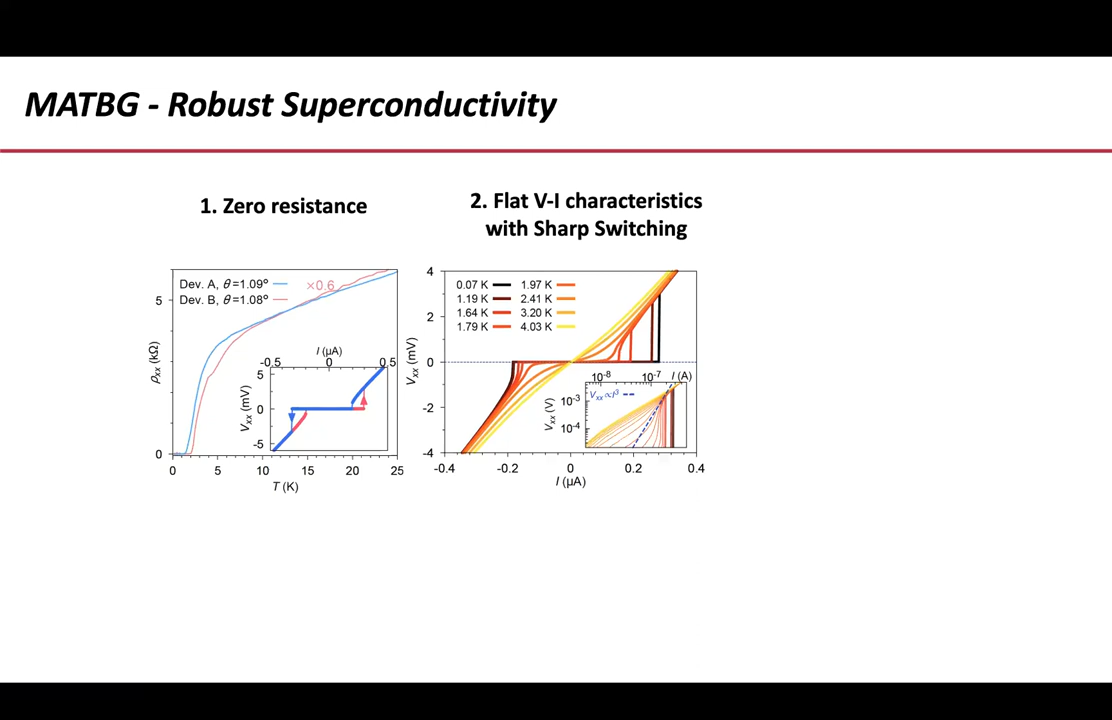 MATBG - Robust Superconductivity
1. Zero resistance
2. Flat V-I characteristics
with Sharp Switching
Dev. A, θ=1.09°
Dev. B, θ=1.08°
×0.6
5
0
ρxx (kΩ)
0 5 10 15 20 25
T (K)
I (µA)
-0.5 0 0.5
5
0
-5
Vxx (mV)
0.07 K 1.97 K
1.19 K 2.41 K
1.64 K 3.20 K
1.79 K 4.03 K
4
2
0
-2
-4
Vxx (mV)
-0.4 -0.2 0 0.2 0.4
I (µA)
10⁻⁸ 10⁻⁷ I (A)
Vxx ∝I³
10⁻³
10⁻⁴
Vxx (V)